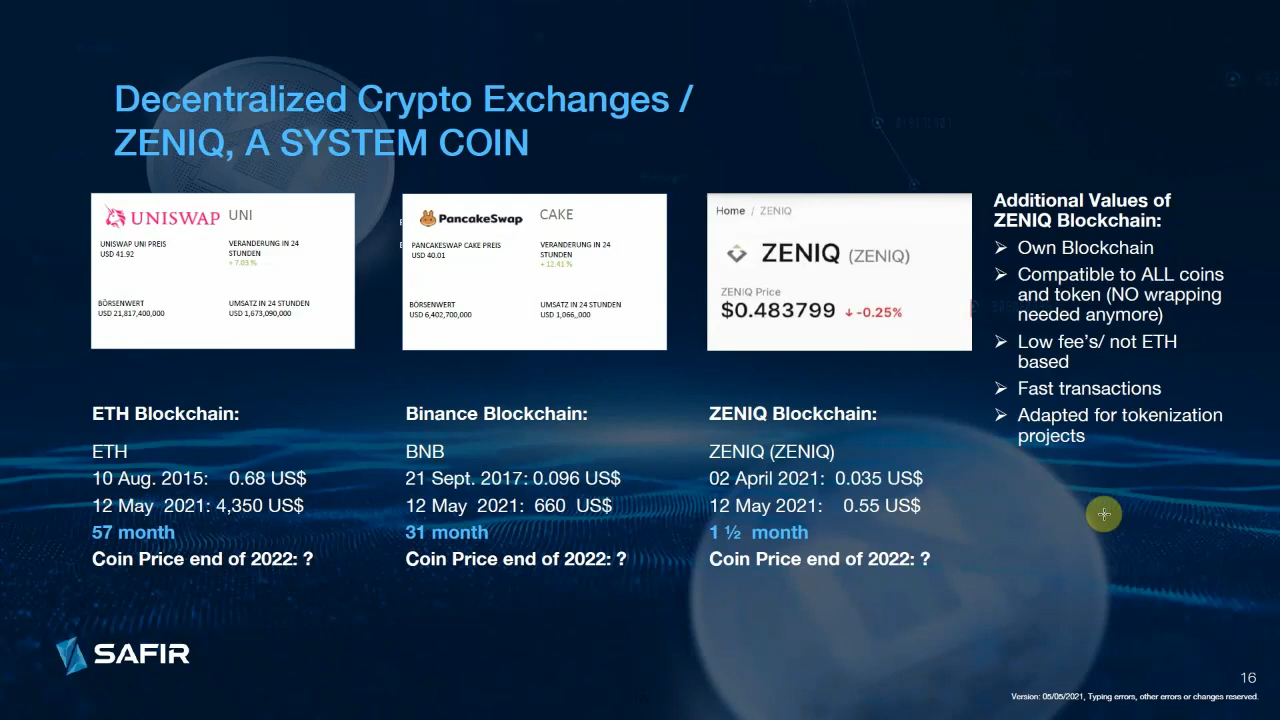 Decentralized Crypto Exchanges /
ZENIQ, A SYSTEM COIN
UNISWAP UNI
UNISWAP UNI PREIS
USD 41.92
VERANDERUNG IN 24
STUNDEN
+ 7.03 %
BÖRSENWERT
USD 21,817,400,000
UMSATZ IN 24 STUNDEN
USD 1,673,090,000
PancakeSwap CAKE
PANCAKESWAP CAKE PREIS
USD 40.01
VERANDERUNG IN 24
STUNDEN
+ 12.41 %
BÖRSENWERT
USD 6,402,700,000
UMSATZ IN 24 STUNDEN
USD 1,066,,000
Home / ZENIQ
ZENIQ (ZENIQ)
ZENIQ Price
$0.483799 ↓ -0.25%
Additional Values of
ZENIQ Blockchain:
➢ Own Blockchain
➢ Compatible to ALL coins
and token (NO wrapping
needed anymore)
➢ Low fee's/ not ETH
based
➢ Fast transactions
➢ Adapted for tokenization
projects
ETH Blockchain:
ETH
10 Aug. 2015: 0.68 US$
12 May 2021: 4,350 US$
57 month
Coin Price end of 2022: ?
Binance Blockchain:
BNB
21 Sept. 2017: 0.096 US$
12 May 2021: 660 US$
31 month
Coin Price end of 2022: ?
ZENIQ Blockchain:
ZENIQ (ZENIQ)
02 April 2021: 0.035 US$
12 May 2021: 0.55 US$
1 ½ month
Coin Price end of 2022: ?
SAFIR
16
Version: 05/05/2021, Typing errors, other errors or changes reserved.